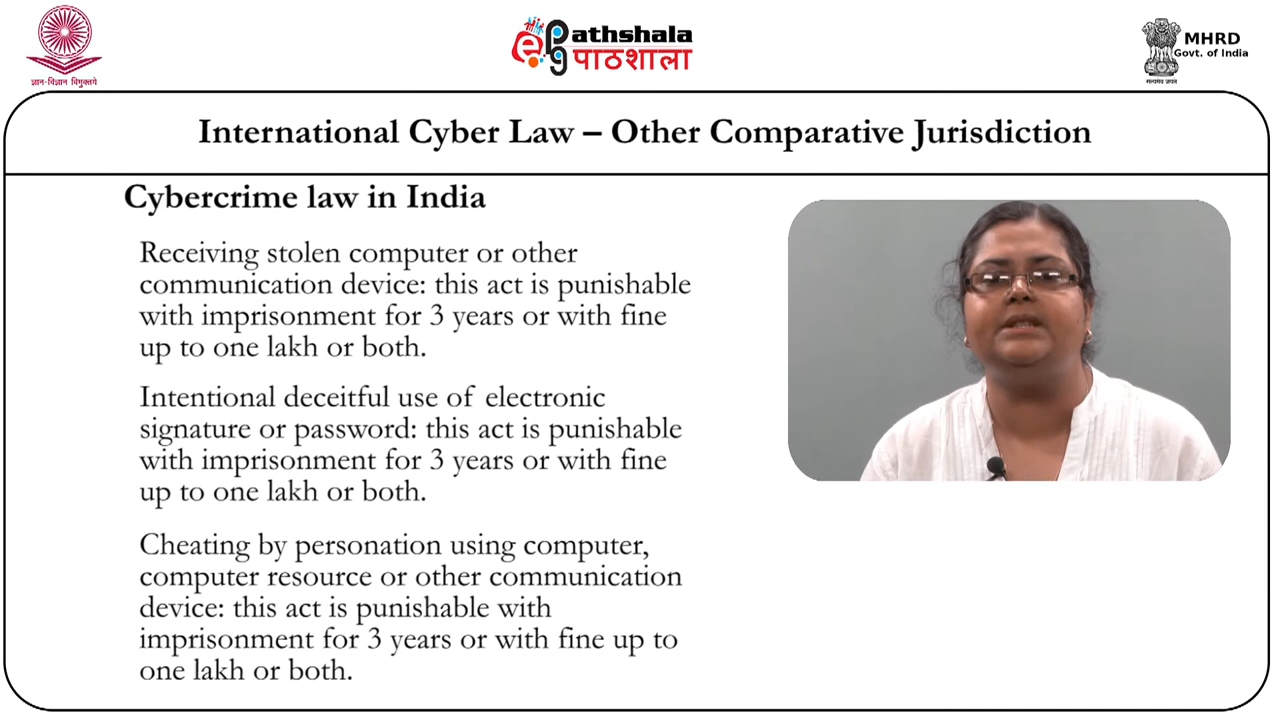 ज्ञान-विज्ञान विमुक्तये
e pg Pathshala
पाठशाला
MHRD
Govt. of India
सत्यमेव जयते
International Cyber Law – Other Comparative Jurisdiction
Cybercrime law in India
Receiving stolen computer or other
communication device: this act is punishable
with imprisonment for 3 years or with fine
up to one lakh or both.
Intentional deceitful use of electronic
signature or password: this act is punishable
with imprisonment for 3 years or with fine
up to one lakh or both.
Cheating by personation using computer,
computer resource or other communication
device: this act is punishable with
imprisonment for 3 years or with fine up to
one lakh or both.